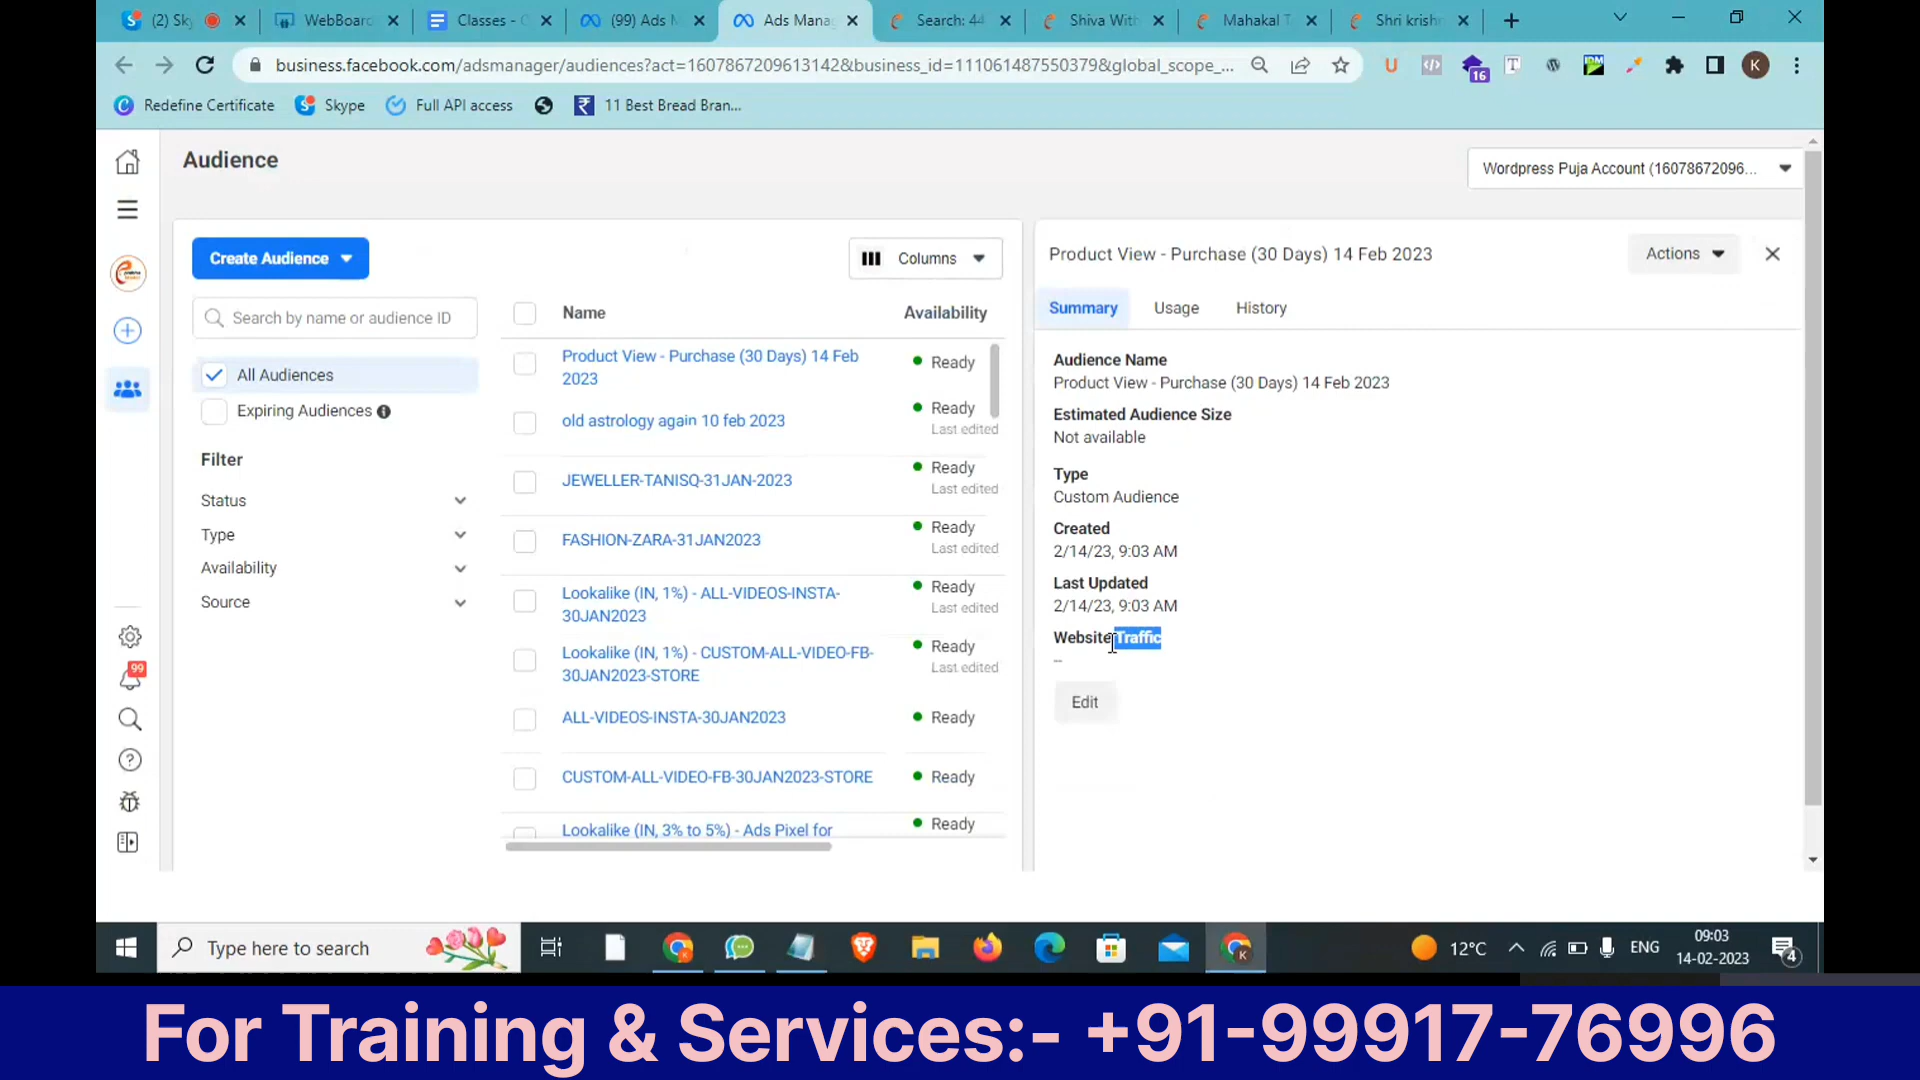 (2) Sky
WebBoard
Classes - C
(99) Ads M
Ads Mana
Search: 44
Shiva With
Mahakal T
Shri krish
business.facebook.com/adsmanager/audiences?act=1607867209613142&business_id=111061487550379&global_scope_...
U
16
T
K
Redefine Certificate
Skype
Full API access
11 Best Bread Bran...
Audience
Wordpress Puja Account (16078672096...
Create Audience
Columns
Product View - Purchase (30 Days) 14 Feb 2023
Actions
Search by name or audience ID
Name
Availability
Summary
Usage
History
All Audiences
Expiring Audiences
Filter
Status
Type
Availability
Source
Product View - Purchase (30 Days) 14 Feb
2023
Ready
old astrology again 10 feb 2023
Ready
Last edited
JEWELLER-TANISQ-31JAN-2023
Ready
Last edited
FASHION-ZARA-31JAN2023
Ready
Last edited
Lookalike (IN, 1%) - ALL-VIDEOS-INSTA-
30JAN2023
Ready
Last edited
Lookalike (IN, 1%) - CUSTOM-ALL-VIDEO-FB-
30JAN2023-STORE
Ready
Last edited
ALL-VIDEOS-INSTA-30JAN2023
Ready
CUSTOM-ALL-VIDEO-FB-30JAN2023-STORE
Ready
Lookalike (IN, 3% to 5%) - Ads Pixel for
Ready
Audience Name
Product View - Purchase (30 Days) 14 Feb 2023
Estimated Audience Size
Not available
Type
Custom Audience
Created
2/14/23, 9:03 AM
Last Updated
2/14/23, 9:03 AM
Website Traffic
--
Edit
99
Type here to search
12°C
ENG
09:03
14-02-2023
4
For Training & Services:- +91-99917-76996